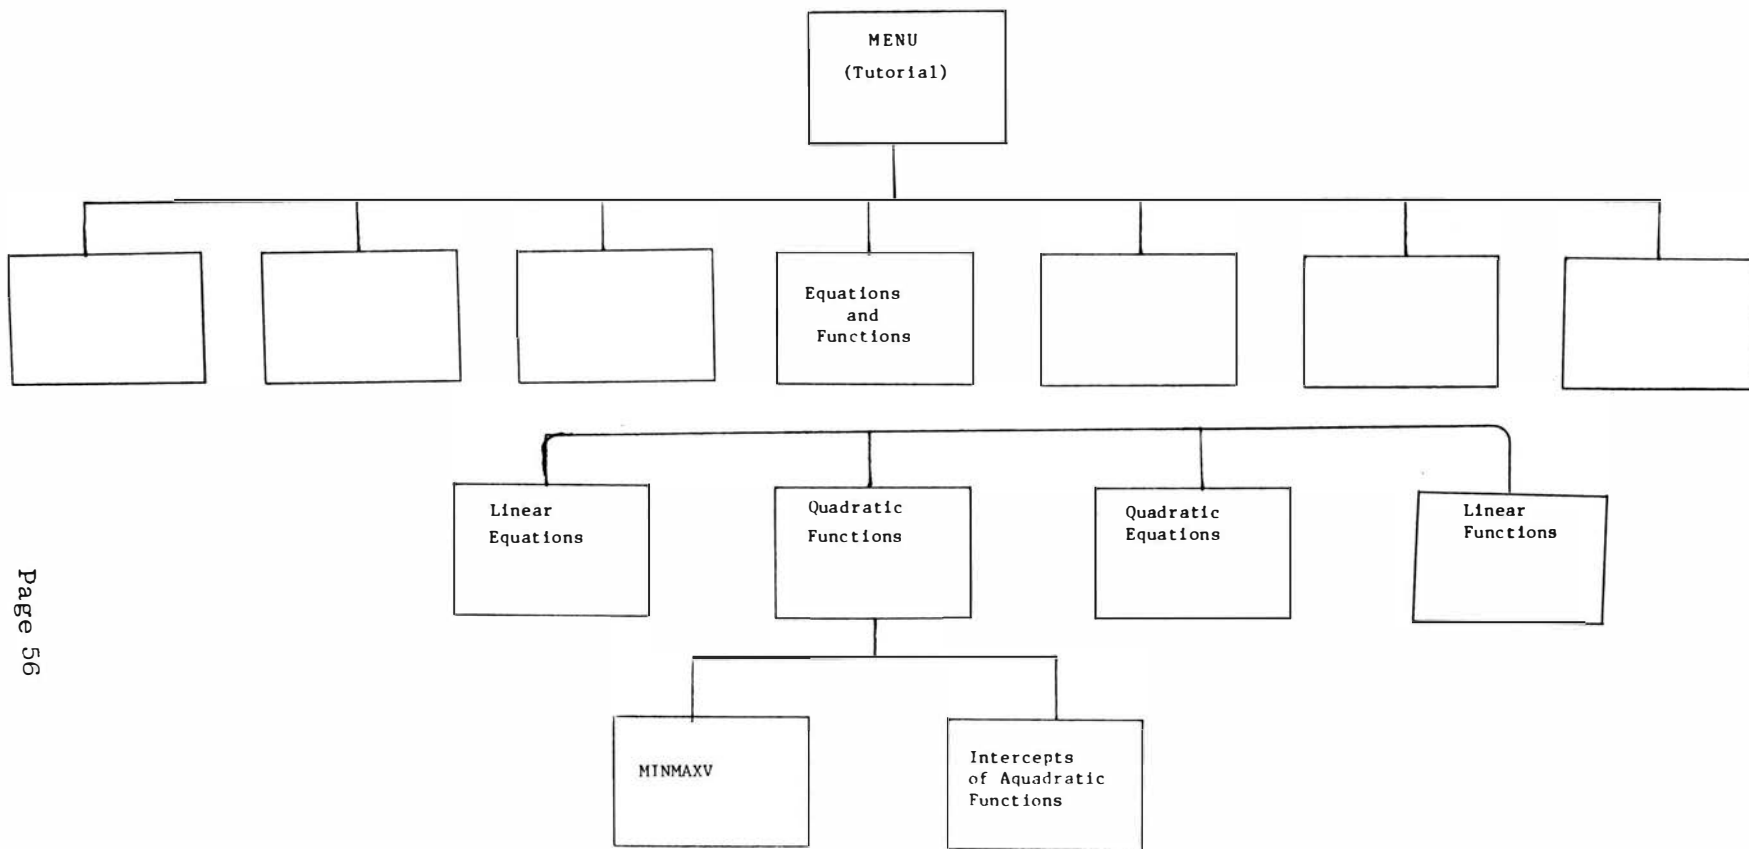 MENU
(Tutorial)
Equations
and
Functions
Linear
Equations
Quadratic
Functions
Quadratic
Equations
Linear
Functions
MINMAXV
Intercepts
of Aquadratic
Functions
Page 56